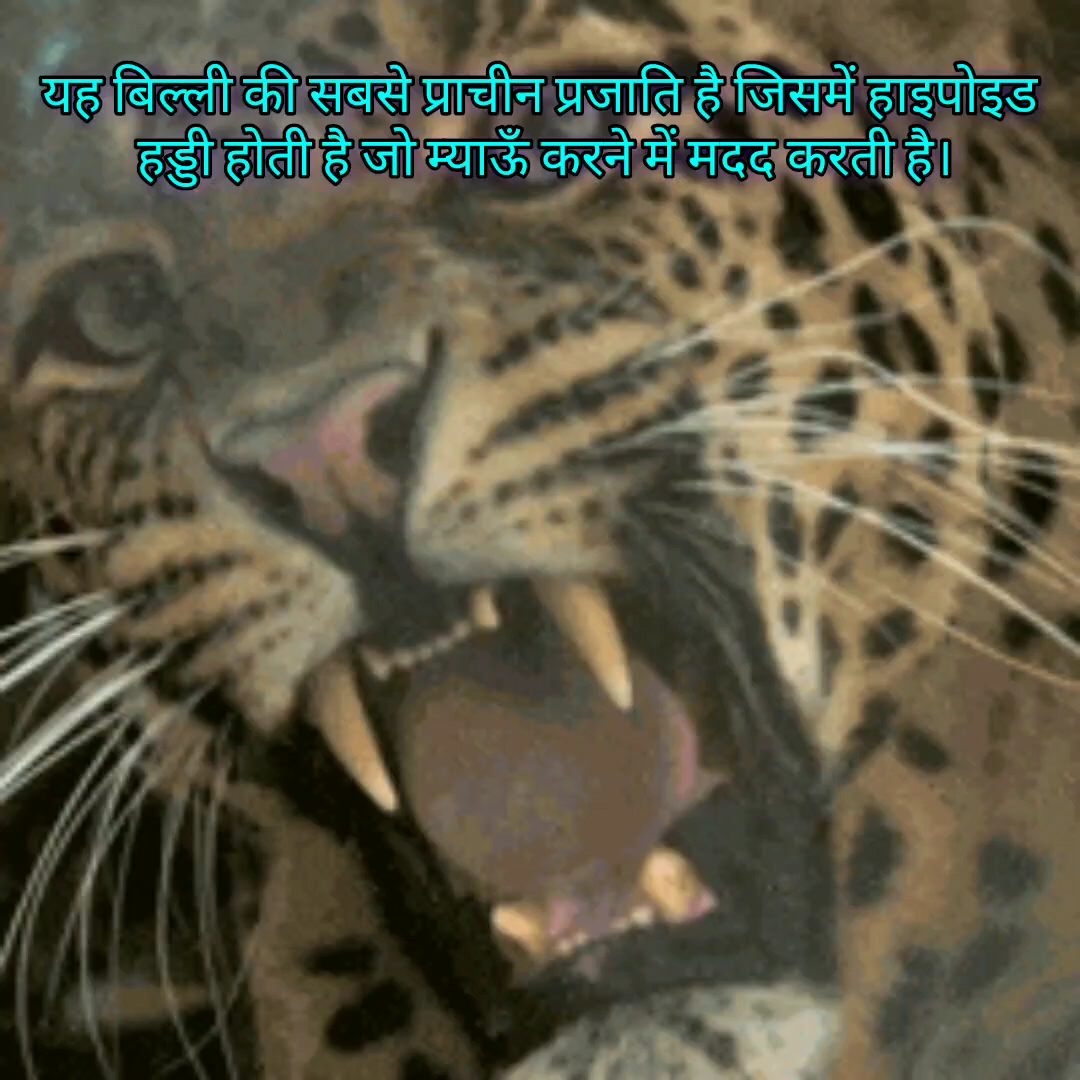 यह बिल्ली की सबसे प्राचीन प्रजाति है जिसमें हाइपोइड
हड्डी होती है जो म्याऊँ करने में मदद करती है।